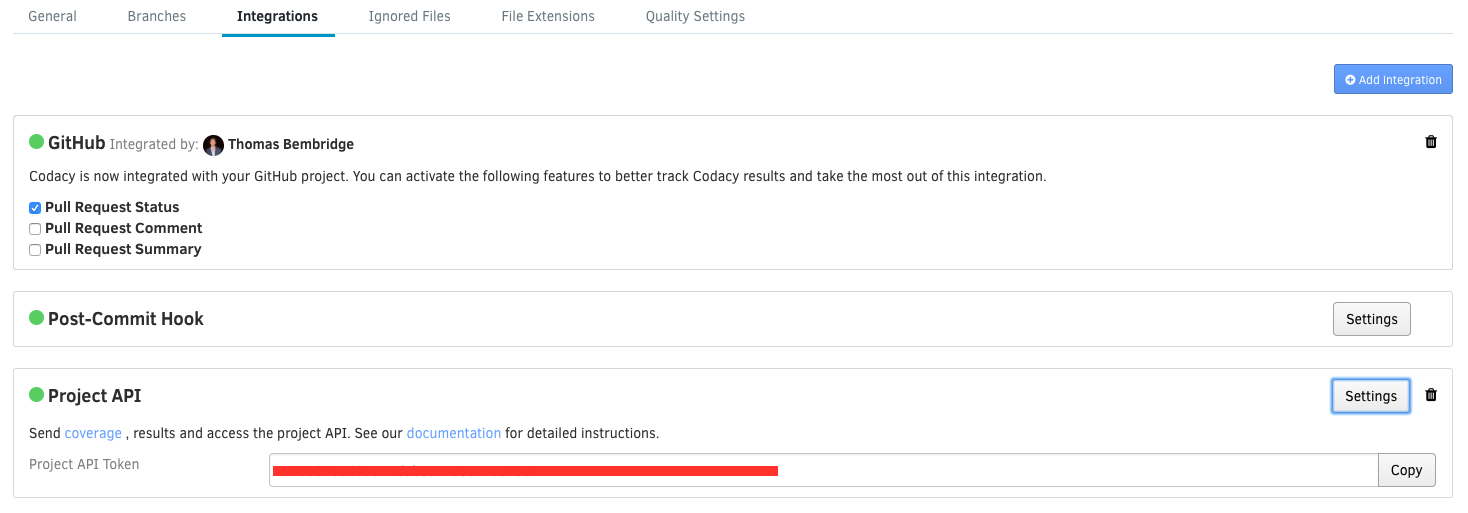 General Branches Integrations Ignored Files File Extensions Quality Settings
Add integration
GitHub Integrated by: Thomas Bembridge
Codacy is now integrated with your GitHub project. You can activate the following features to better track Codacy results and take the most out of this integration.
Pull Request Status
Pull Request Comment
Pull Request Summary
Post-Commit Hook Settings
Project API Settings
Send coverage , results and access the project API. See our documentation for detailed instructions.
Project API Token Copy